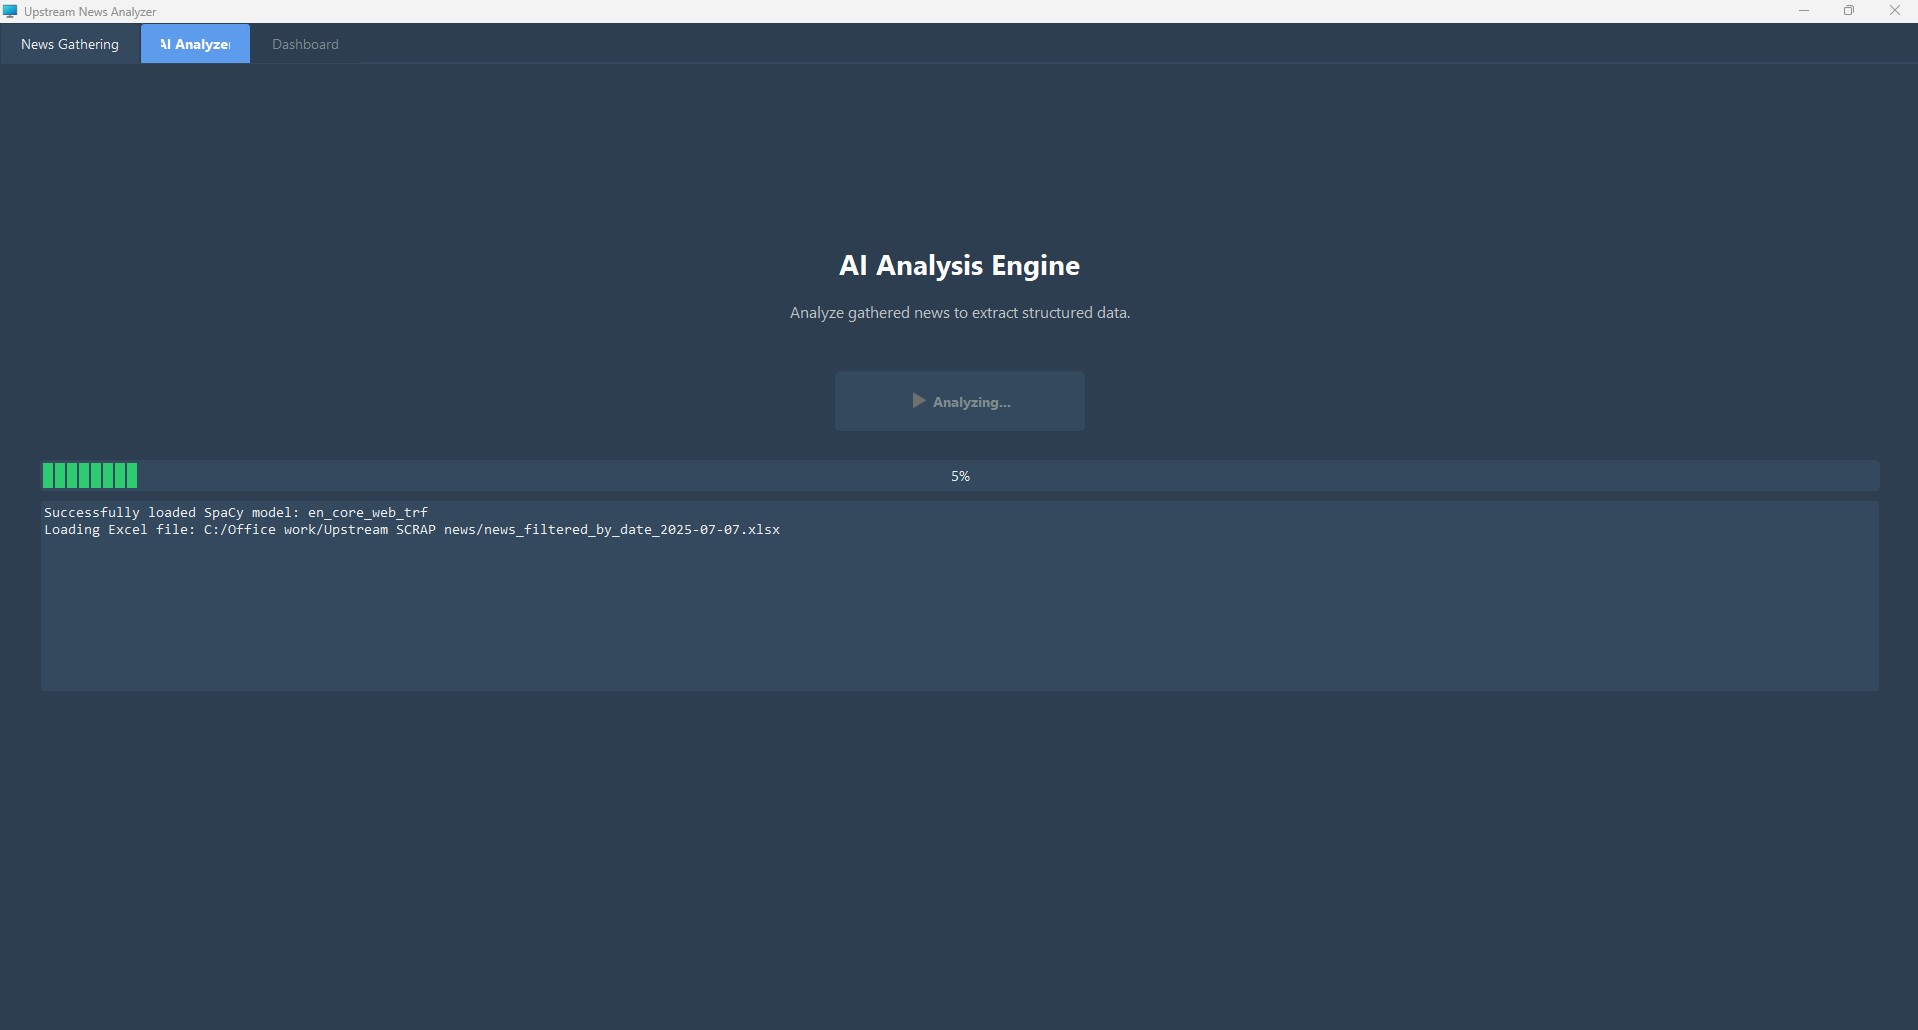 Upstream News Analyzer
News Gathering
AI Analyzer
Dashboard
AI Analysis Engine
Analyze gathered news to extract structured data.
Analyzing...
5%
Successfully loaded SpaCy model: en_core_web_trf
Loading Excel file: C:/Office work/Upstream SCRAP news/news_filtered_by_date_2025-07-07.xlsx